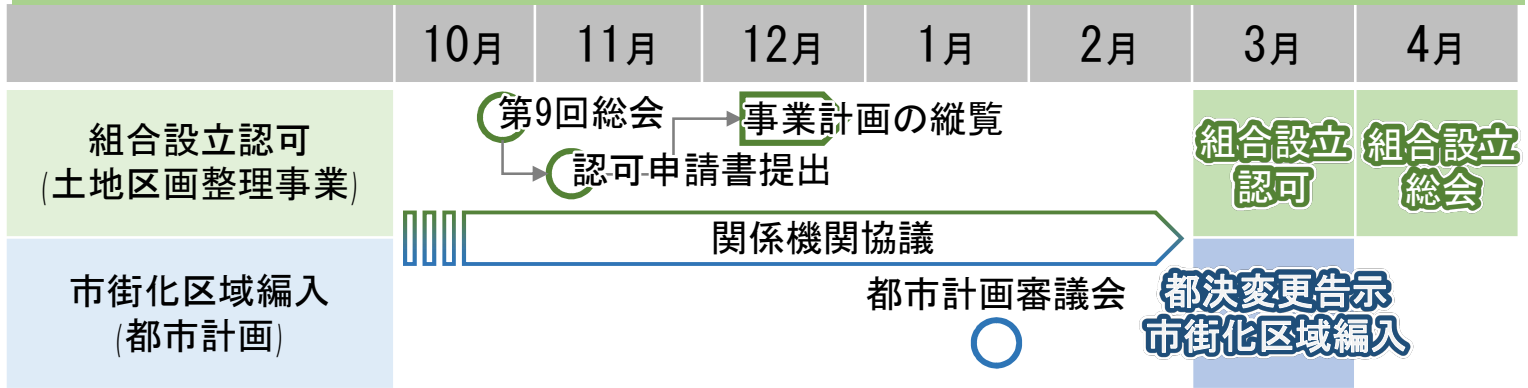 10月 11月 12月 1月 2月 3月 4月
組合設立認可
(土地区画整理事業)
第9回総会
事業計画の縦覧
認可申請書提出
組合設立
認可
組合設立
総会
関係機関協議
市街化区域編入
(都市計画)
都市計画審議会
都決変更告示
市街化区域編入